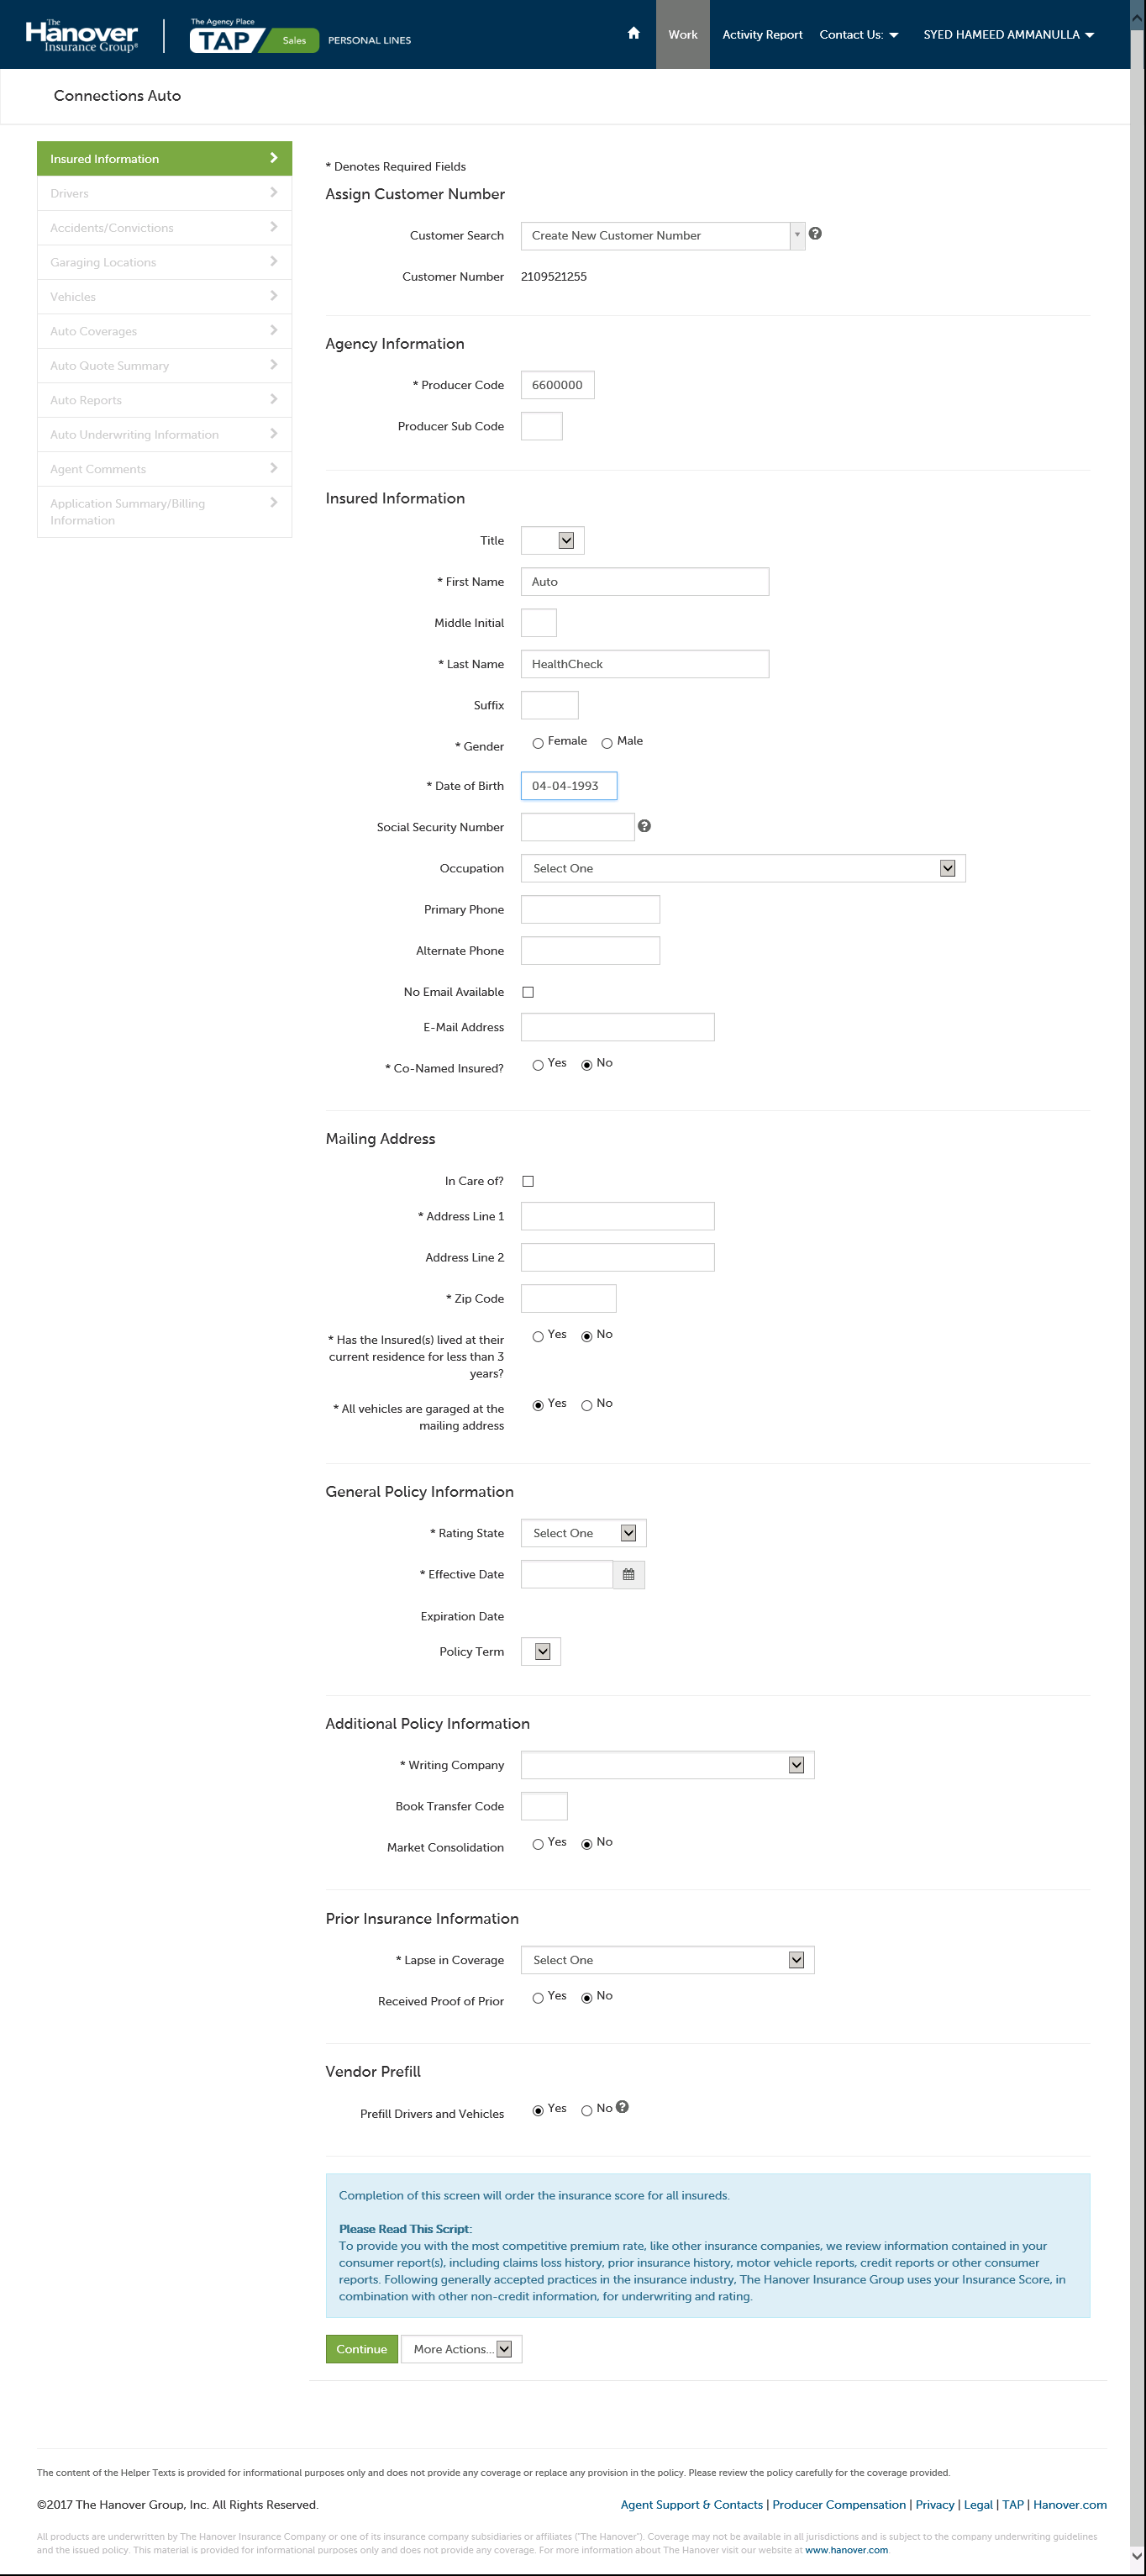 The
Hanover
Insurance Group®
The Agency Place
TAP Sales PERSONAL LINES
Work Activity Report Contact Us: SYED HAMEED AMMANULLA
Connections Auto
Insured Information
Drivers
Accidents/Convictions
Garaging Locations
Vehicles
Auto Coverages
Auto Quote Summary
Auto Reports
Auto Underwriting Information
Agent Comments
Application Summary/Billing
Information
* Denotes Required Fields
Assign Customer Number
Customer Search Create New Customer Number
Customer Number 2109521255
Agency Information
* Producer Code 6600000
Producer Sub Code
Insured Information
Title
* First Name Auto
Middle Initial
* Last Name HealthCheck
Suffix
* Gender Female Male
* Date of Birth 04-04-1993
Social Security Number
Occupation Select One
Primary Phone
Alternate Phone
No Email Available
E-Mail Address
* Co-Named Insured? Yes No
Mailing Address
In Care of?
* Address Line 1
Address Line 2
* Zip Code
* Has the Insured(s) lived at their Yes No
current residence for less than 3
years?
* All vehicles are garaged at the Yes No
mailing address
General Policy Information
* Rating State Select One
* Effective Date
Expiration Date
Policy Term
Additional Policy Information
* Writing Company
Book Transfer Code
Market Consolidation Yes No
Prior Insurance Information
* Lapse in Coverage Select One
Received Proof of Prior Yes No
Vendor Prefill
Prefill Drivers and Vehicles Yes No
Completion of this screen will order the insurance score for all insureds.
Please Read This Script:
To provide you with the most competitive premium rate, like other insurance companies, we review information contained in your
consumer report(s), including claims loss history, prior insurance history, motor vehicle reports, credit reports or other consumer
reports. Following generally accepted practices in the insurance industry, The Hanover Insurance Group uses your Insurance Score, in
combination with other non-credit information, for underwriting and rating.
Continue More Actions...
The content of the Helper Texts is provided for informational purposes only and does not provide any coverage or replace any provision in the policy. Please review the policy carefully for the coverage provided.
©2017 The Hanover Group, Inc. All Rights Reserved. Agent Support & Contacts | Producer Compensation | Privacy | Legal | TAP | Hanover.com
All products are underwritten by The Hanover Insurance Company or one of its insurance company subsidiaries or affiliates ("The Hanover"). Coverage may not be available in all jurisdictions and is subject to the company underwriting guidelines
and the issued policy. This material is provided for informational purposes only and does not provide any coverage. For more information about The Hanover visit our website at www.hanover.com